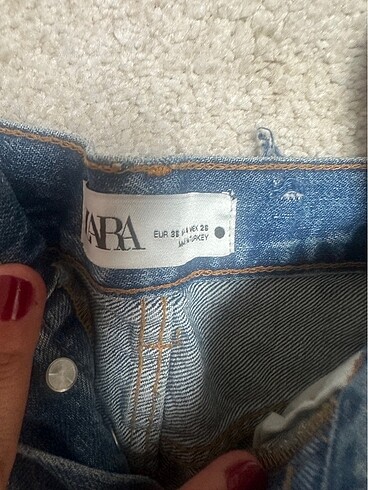 ZARA
EUR 38 USA 6 MEX 28
MADE IN TURKEY